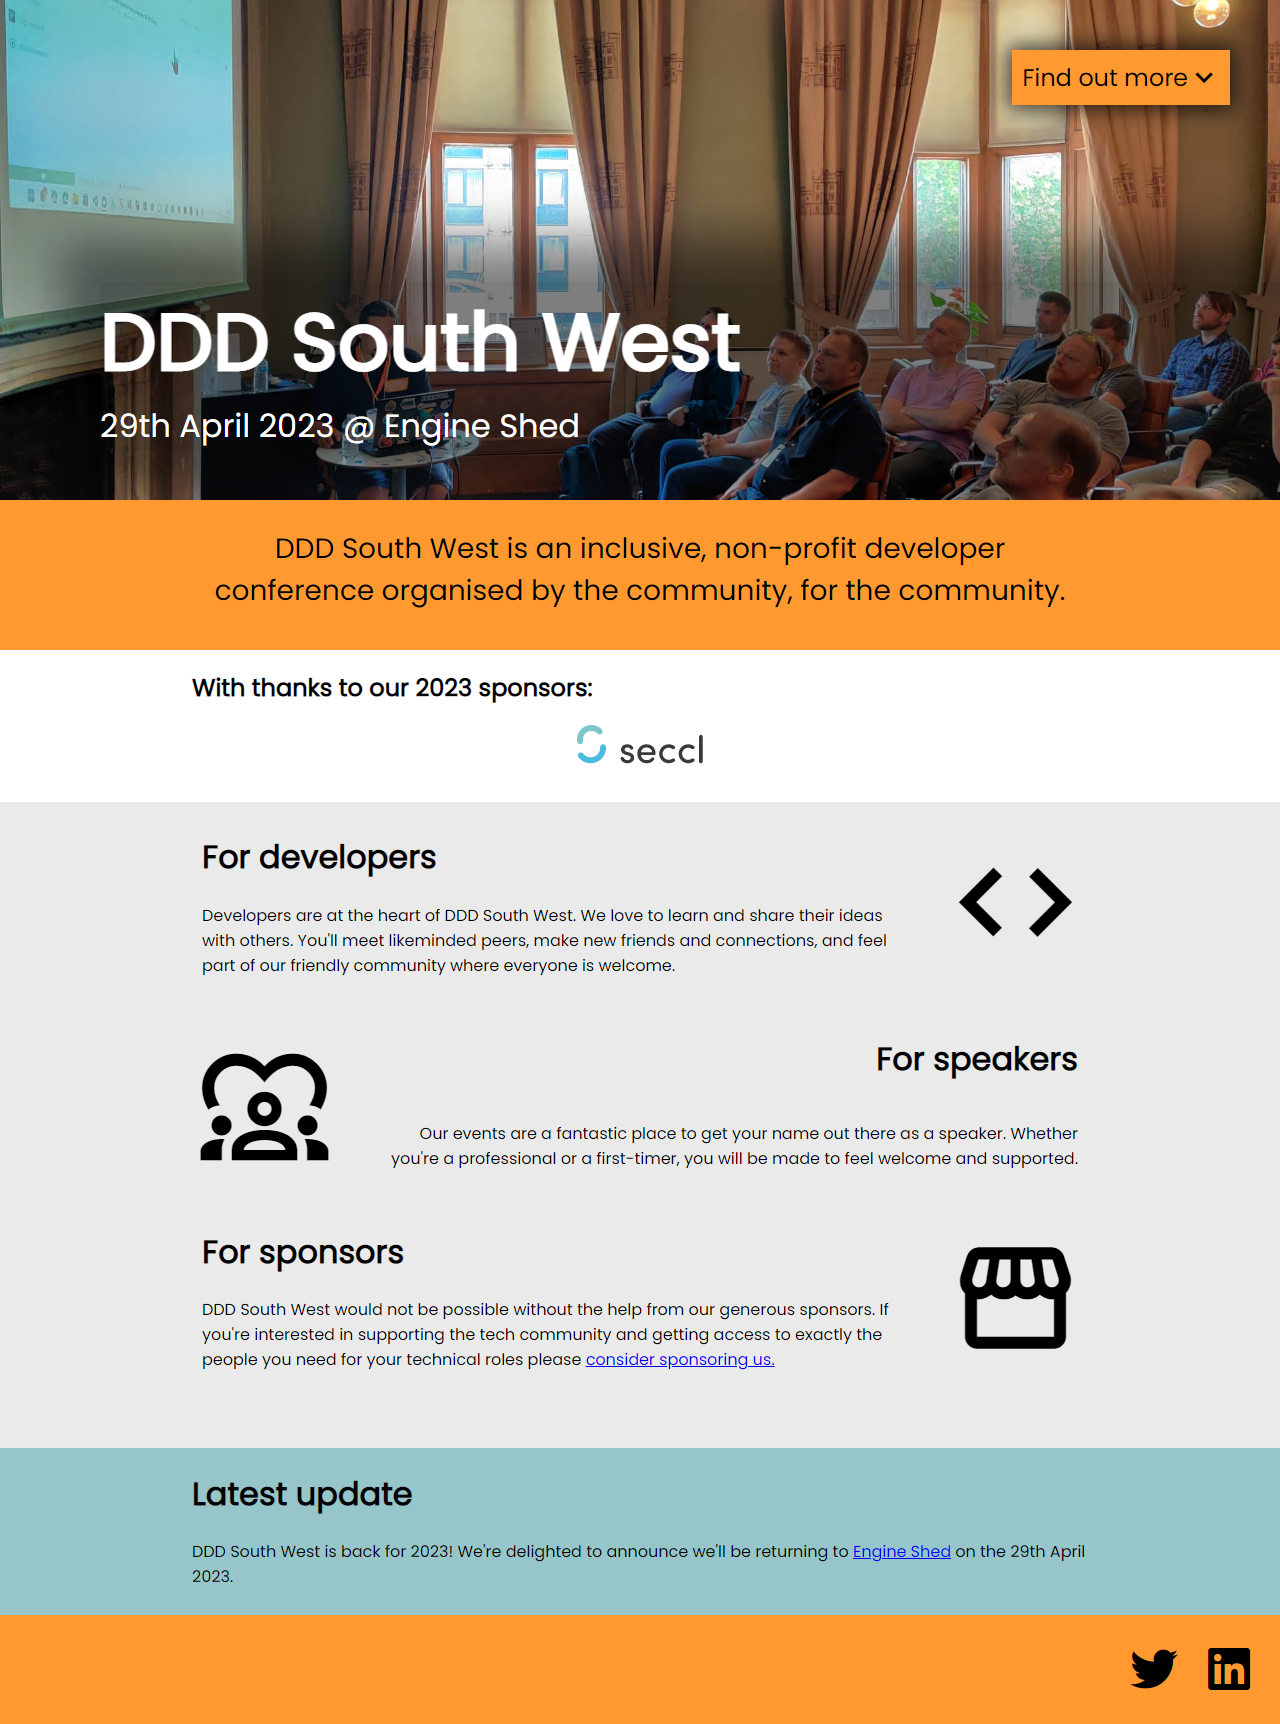 Find out more
DDD South West
29th April 2023 @ Engine Shed
DDD South West is an inclusive, non-profit developer
conference organised by the community, for the community.
With thanks to our 2023 sponsors:
seccl
For developers
Developers are at the heart of DDD South West. We love to learn and share their ideas
with others. You'll meet likeminded peers, make new friends and connections, and feel
part of our friendly community where everyone is welcome.
For speakers
Our events are a fantastic place to get your name out there as a speaker. Whether
you're a professional or a first-timer, you will be made to feel welcome and supported.
For sponsors
DDD South West would not be possible without the help from our generous sponsors. If
you're interested in supporting the tech community and getting access to exactly the
people you need for your technical roles please consider sponsoring us.
Latest update
DDD South West is back for 2023! We're delighted to announce we'll be returning to Engine Shed on the 29th April
2023.
in